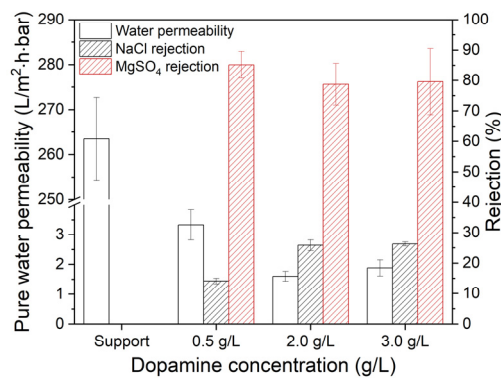 Water permeability
NaCl rejection
MgSO₄ rejection
Pure water permeability (L/m²·h·bar)
290
280
270
260
250
3
2
1
0
Rejection (%)
100
90
80
70
60
50
40
30
20
10
0
Support
0.5 g/L
2.0 g/L
3.0 g/L
Dopamine concentration (g/L)